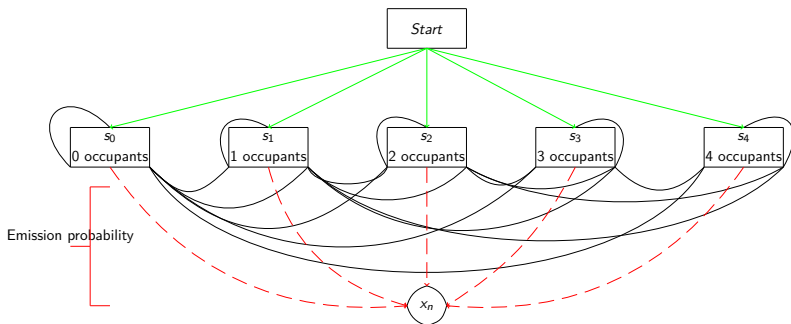 Start
s0
0 occupants
s1
1 occupants
s2
2 occupants
s3
3 occupants
s4
4 occupants
Emission probability
xn